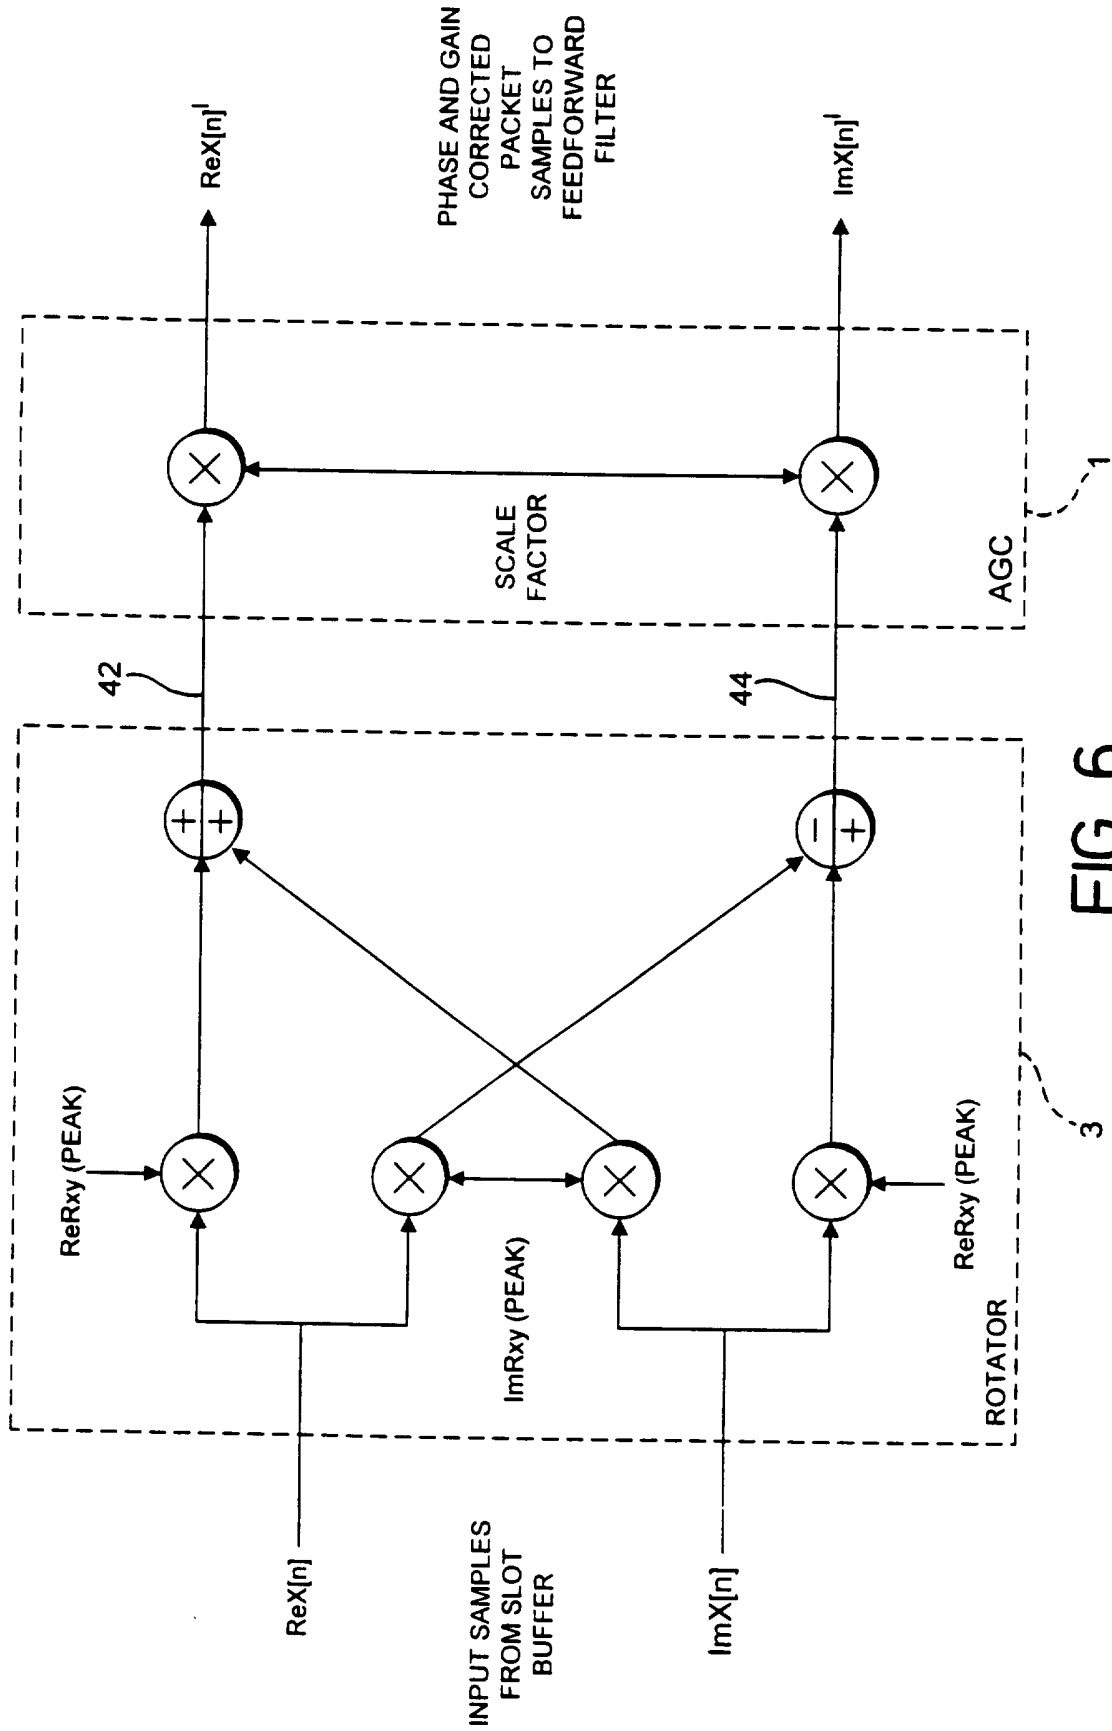 INPUT SAMPLES
FROM SLOT
BUFFER
ReX[n]
ImX[n]
ReRxy (PEAK)
ImRxy (PEAK)
ReRxy (PEAK)
×
×
×
×
+
+
−
+
ROTATOR
3
42
44
×
×
SCALE
FACTOR
AGC
1
ReX[n]'
ImX[n]'
PHASE AND GAIN
CORRECTED
PACKET
SAMPLES TO
FEEDFORWARD
FILTER
FIG. 6